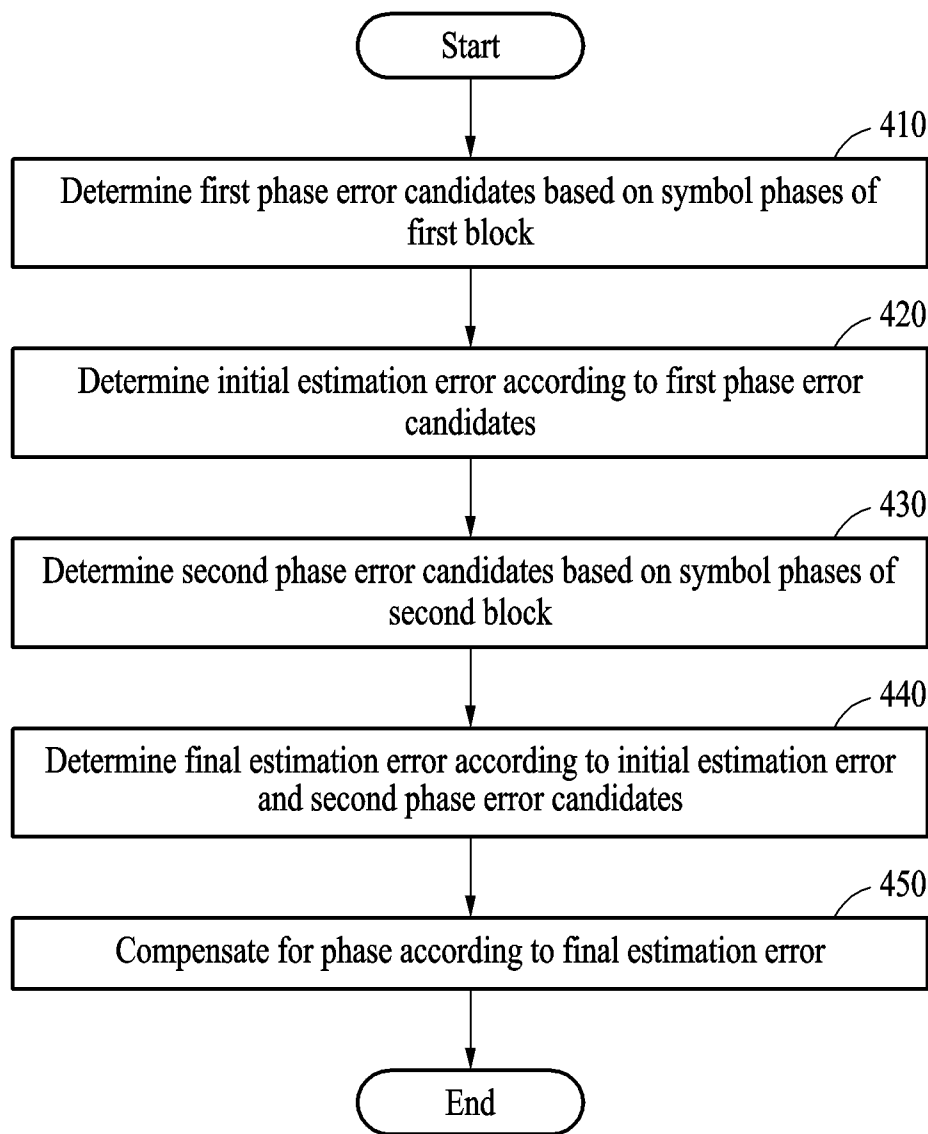 Start
410
Determine first phase error candidates based on symbol phases of
first block
420
Determine initial estimation error according to first phase error
candidates
430
Determine second phase error candidates based on symbol phases of
second block
440
Determine final estimation error according to initial estimation error
and second phase error candidates
450
Compensate for phase according to final estimation error
End